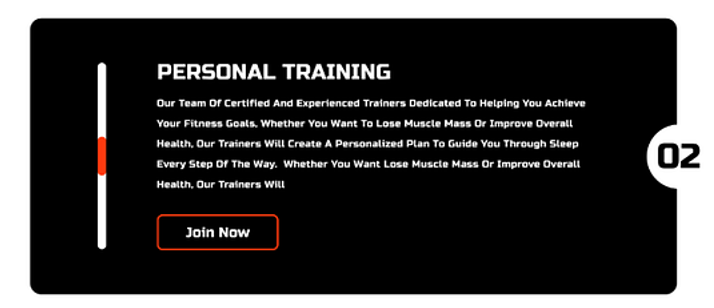 PERSONAL TRAINING
Our Team Of Certified And Experienced Trainers Dedicated To Helping You Achieve
Your Fitness Goals, Whether You Want To Lose Muscle Mass Or Improve Overall
Health, Our Trainers Will Create A Personalized Plan To Guide You Through Sleep
Every Step Of The Way. Whether You Want Lose Muscle Mass Or Improve Overall
Health, Our Trainers Will
02
Join Now